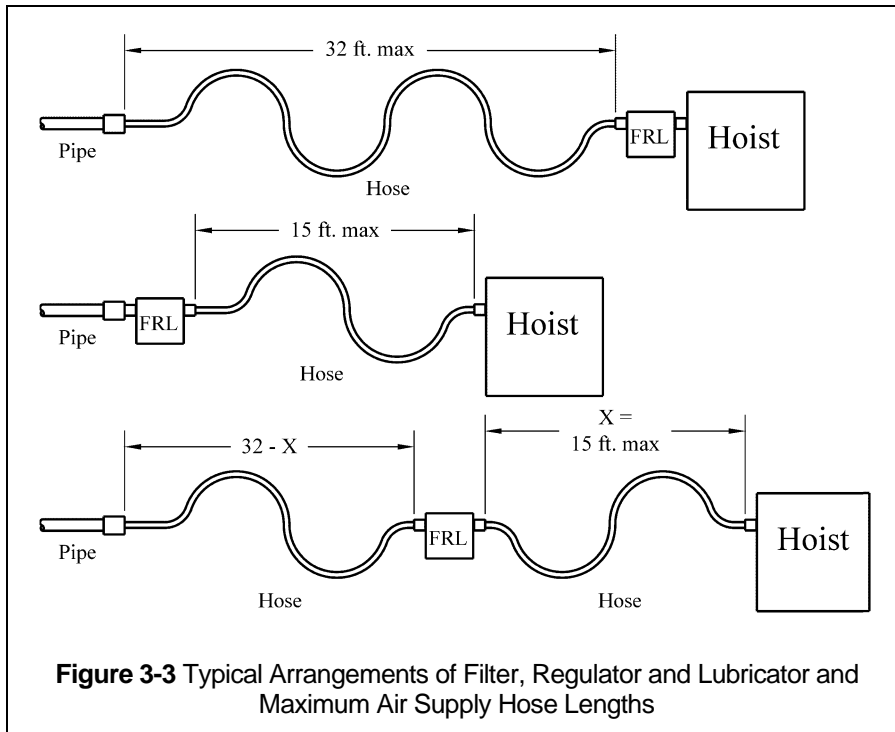 32 ft. max
Pipe
Hose
FRL
Hoist
15 ft. max
Pipe
FRL
Hose
Hoist
32 - X
X =
15 ft. max
Pipe
Hose
FRL
Hose
Hoist
Figure 3-3 Typical Arrangements of Filter, Regulator and Lubricator and
Maximum Air Supply Hose Lengths